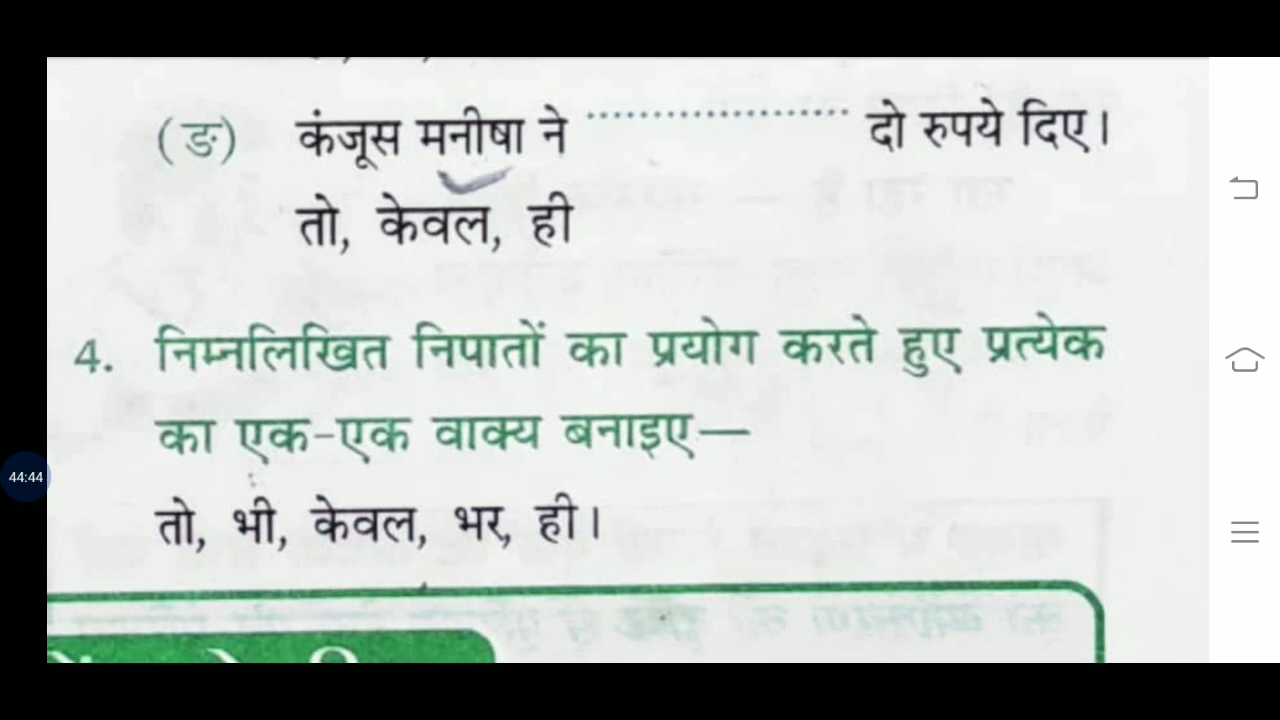 (ङ) कंजूस मनीषा ने .................... दो रुपये दिए।
तो, केवल, ही
4. निम्नलिखित निपातों का प्रयोग करते हुए प्रत्येक
का एक-एक वाक्य बनाइए—
तो, भी, केवल, भर, ही।
44:44